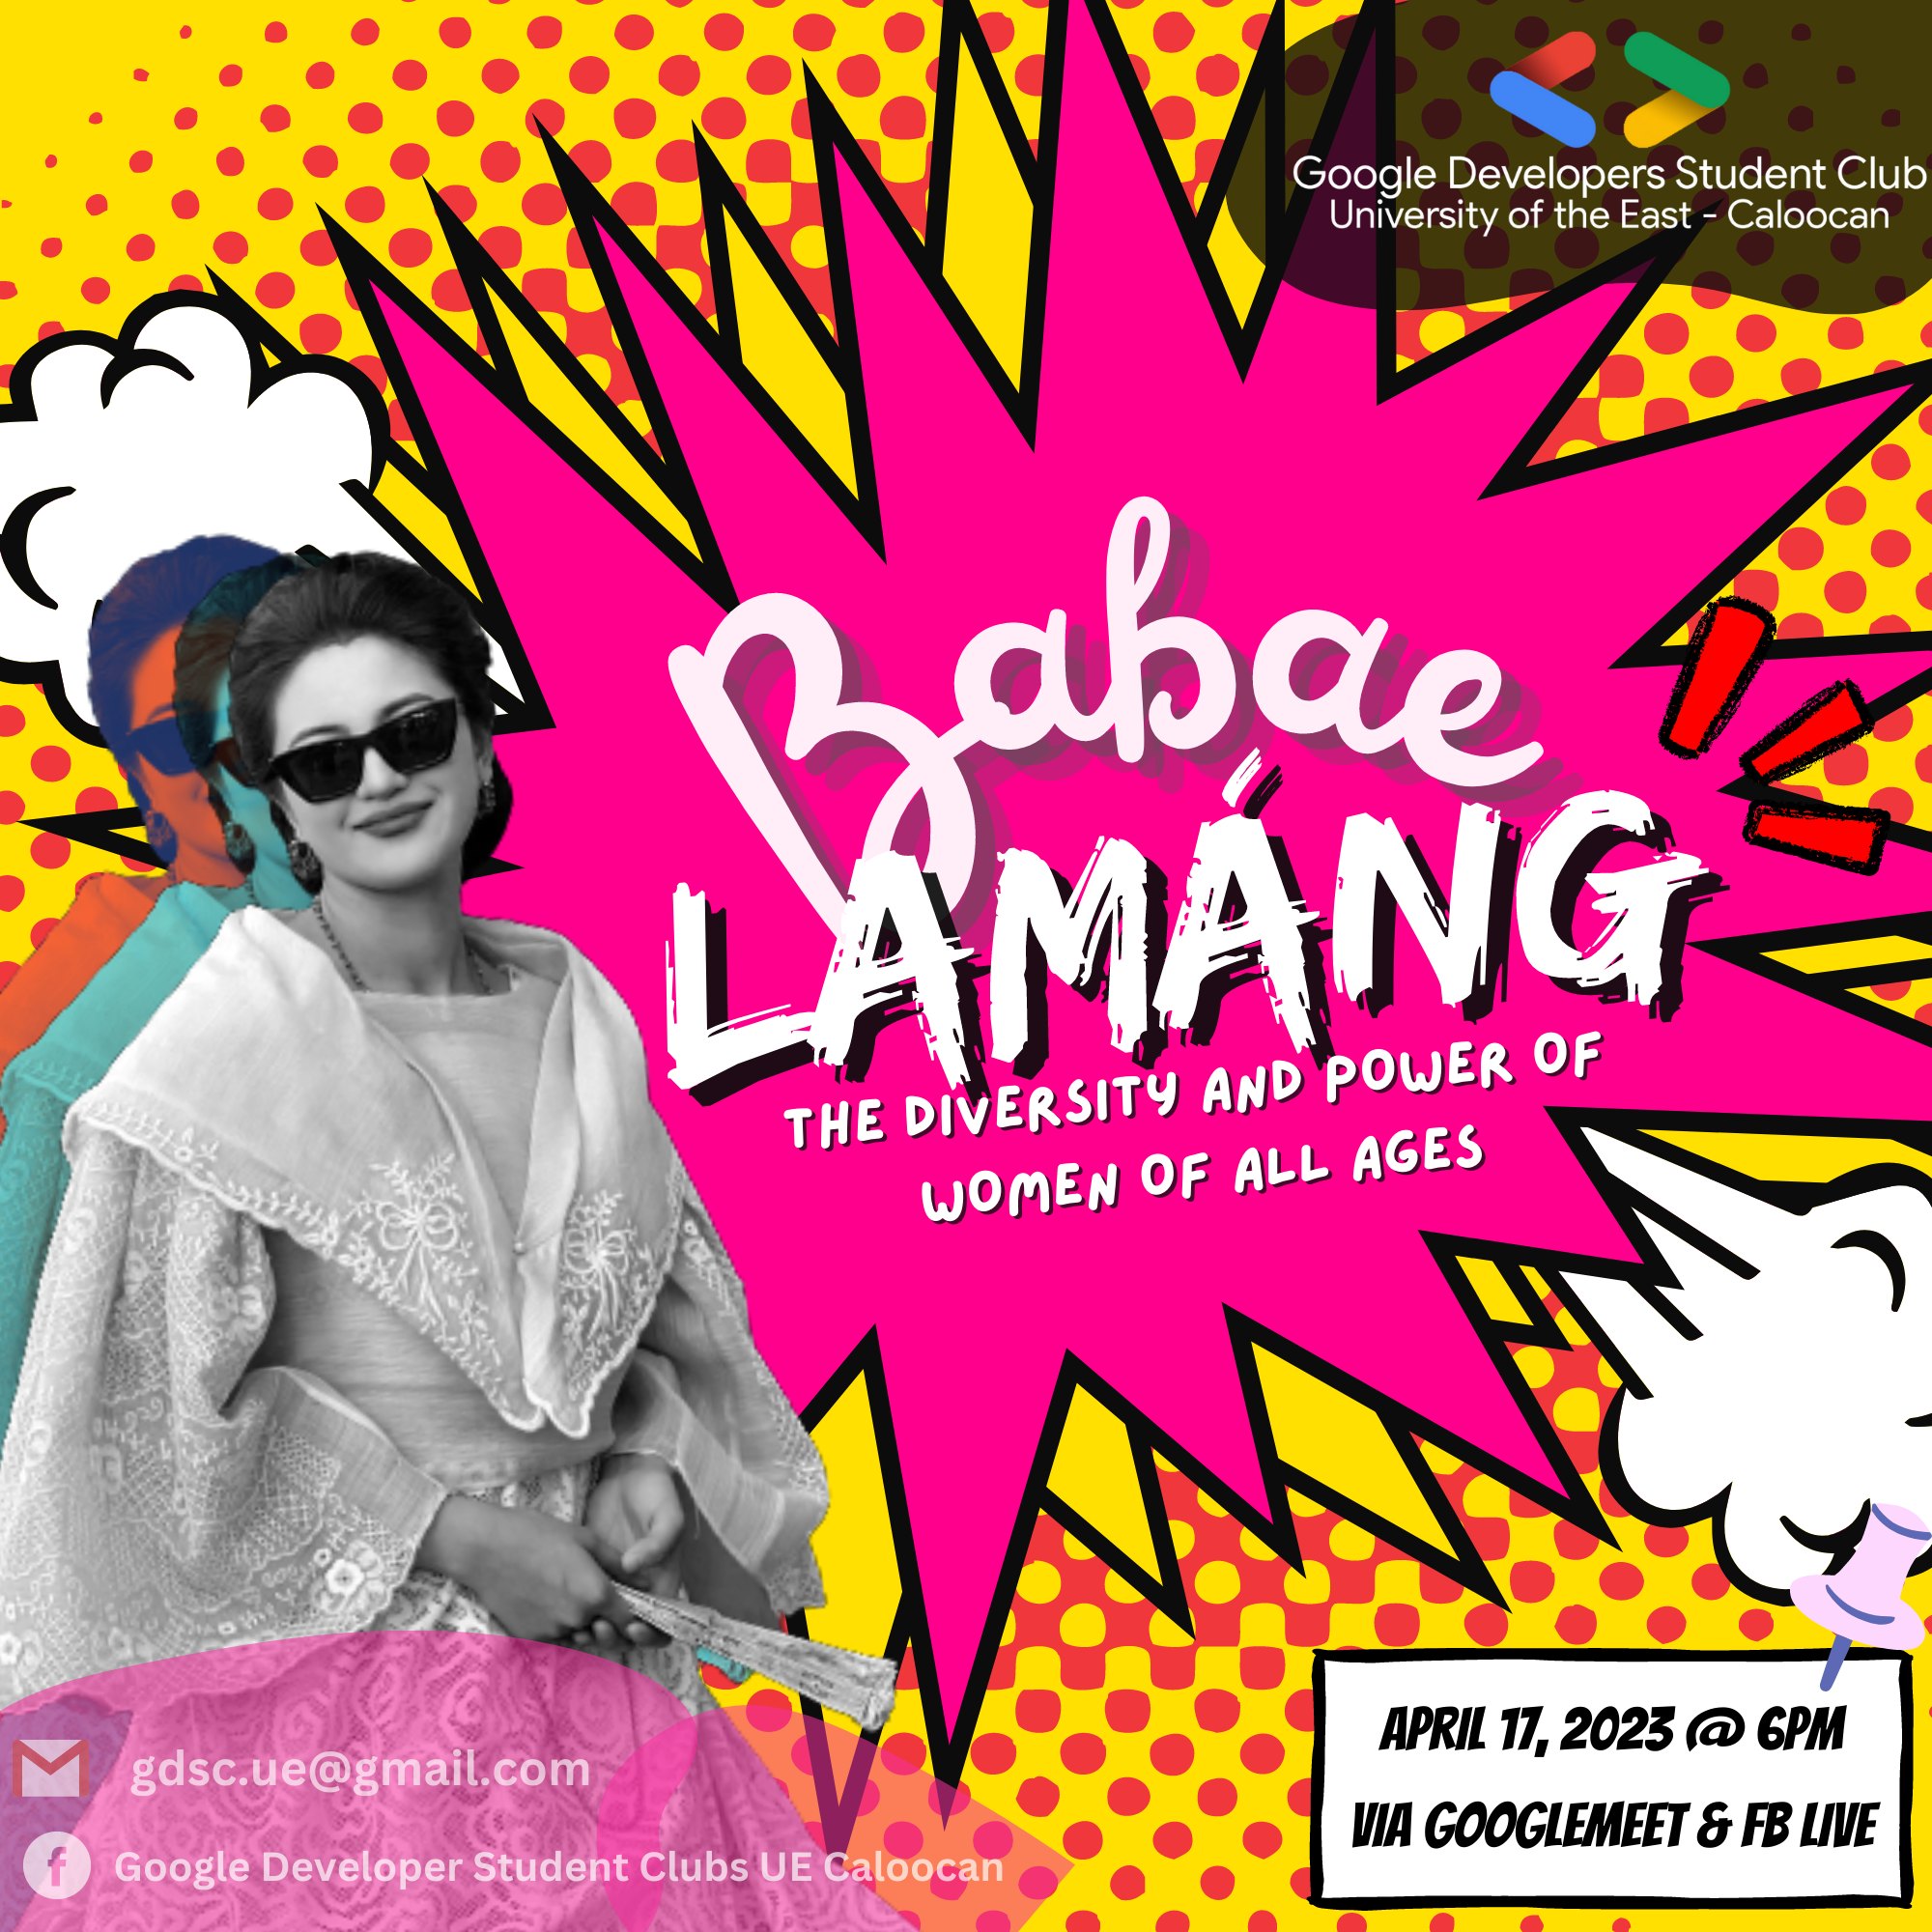 Google Developers Student Club
University of the East - Caloocan
Babae
LAMÁNG
THE DIVERSITY AND POWER OF
WOMEN OF ALL AGES
APRIL 17, 2023 @ 6PM
VIA GOOGLEMEET & FB LIVE
gdsc.ue@gmail.com
Google Developer Student Clubs UE Caloocan